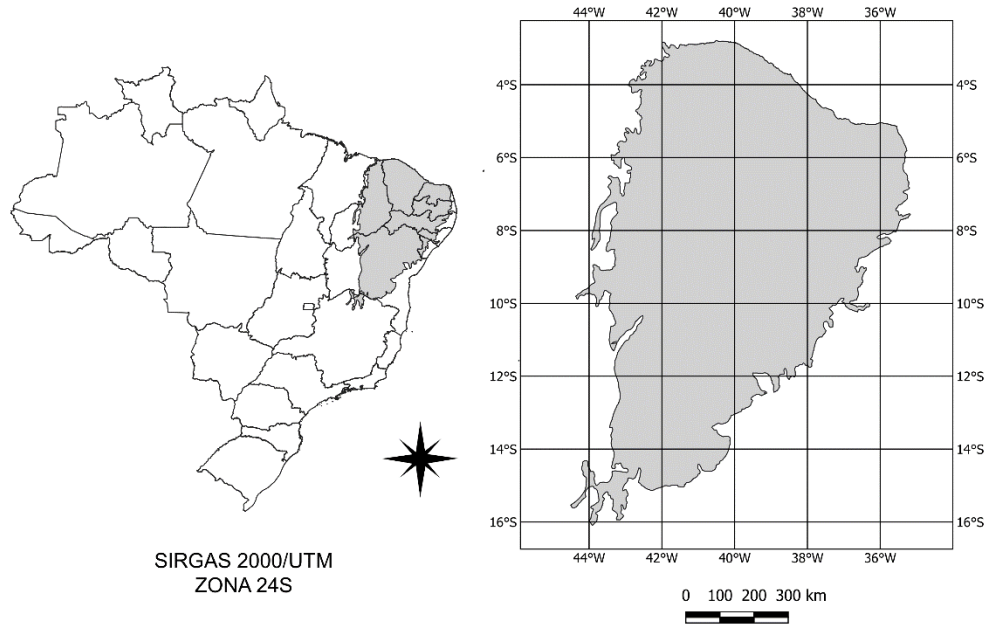 44°W 42°W 40°W 38°W 36°W
4°S 4°S
6°S 6°S
8°S 8°S
10°S 10°S
12°S 12°S
14°S 14°S
16°S 16°S
44°W 42°W 40°W 38°W 36°W
SIRGAS 2000/UTM
ZONA 24S
0 100 200 300 km